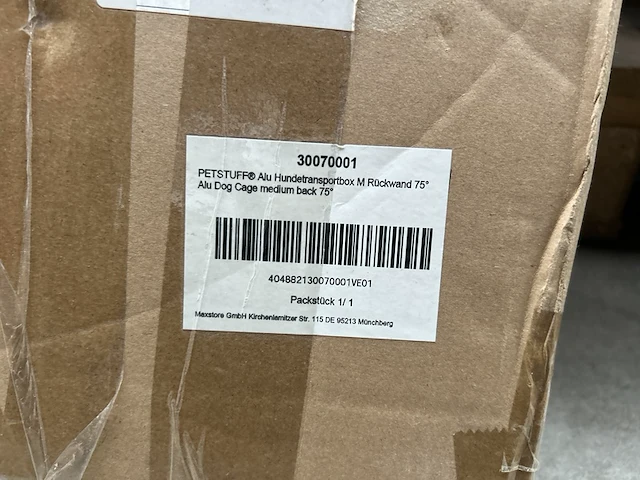 30070001
PETSTUFF® Alu Hundetransportbox M Rückwand 75°
Alu Dog Cage medium back 75°
404882130070001VE01
Packstück 1/ 1
Maxstore GmbH Kirchenlamitzer Str. 115 DE 95213 Münchberg